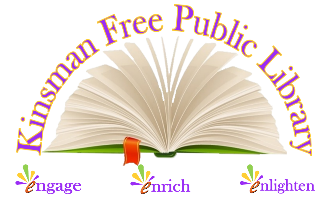 Kinsman Free Public Library
engage enrich enlighten